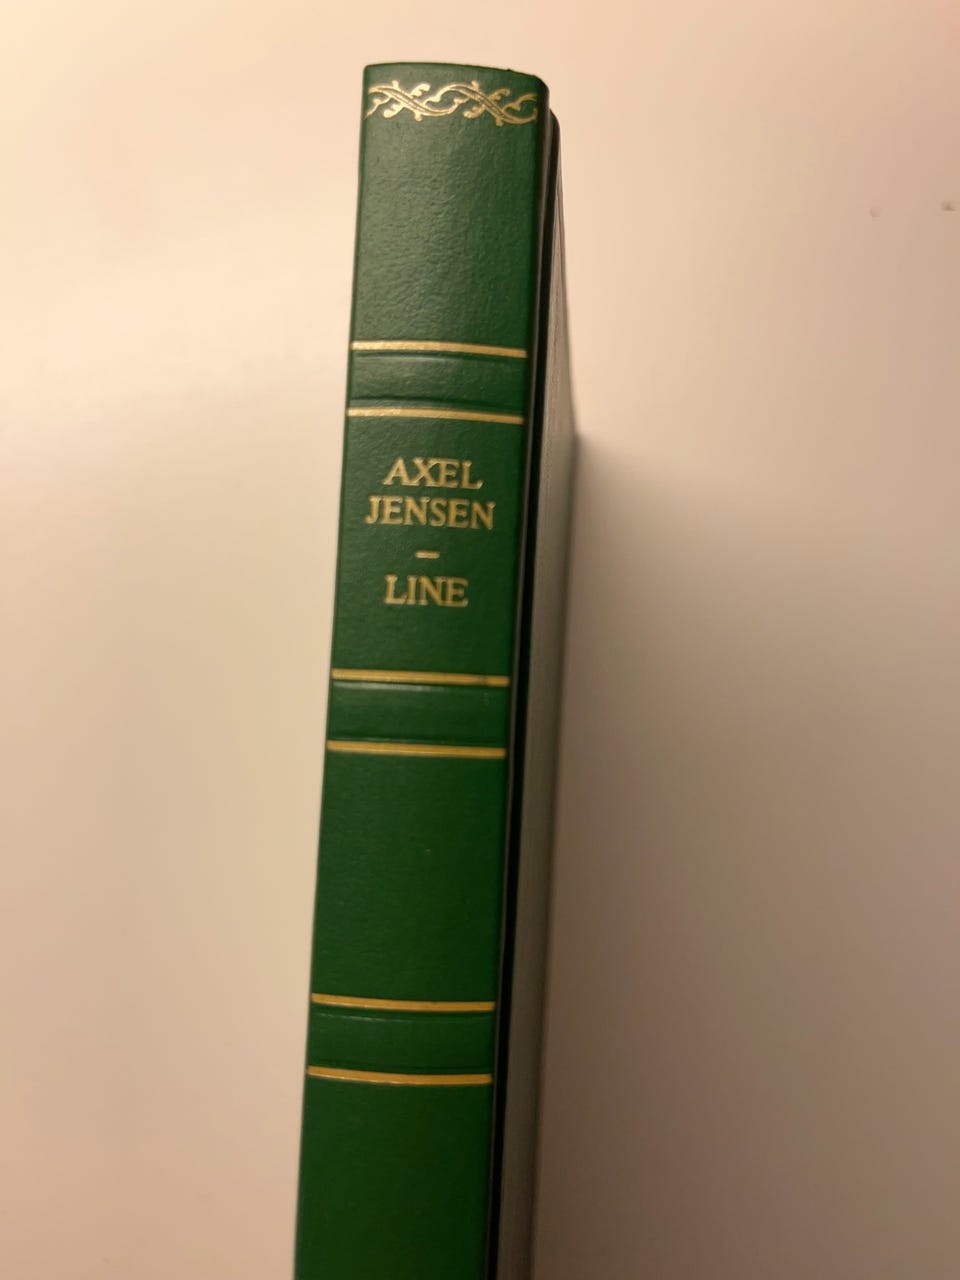 AXEL
JENSEN
–
LINE